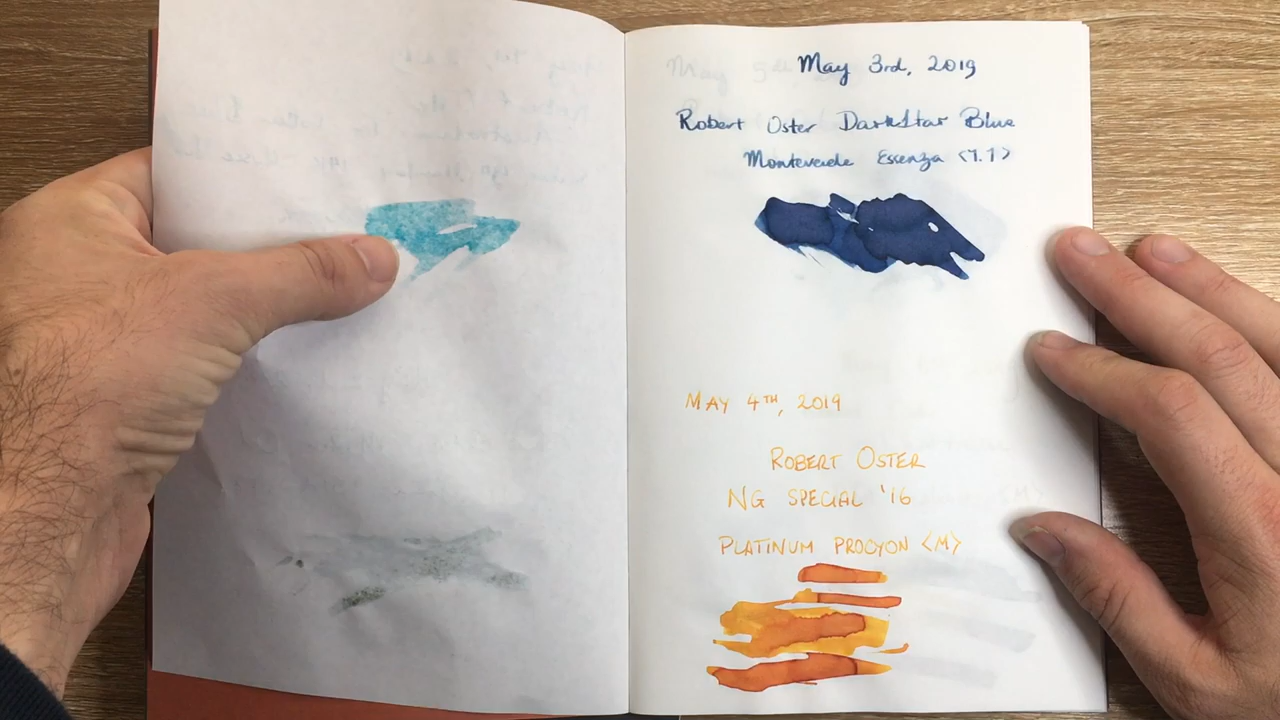 May 3rd, 2019
Robert Oster DarkStar Blue
Monteverde Essenza <1.1>
MAY 4TH, 2019
ROBERT OSTER
NG SPECIAL '16
PLATINUM PROCYON <M>